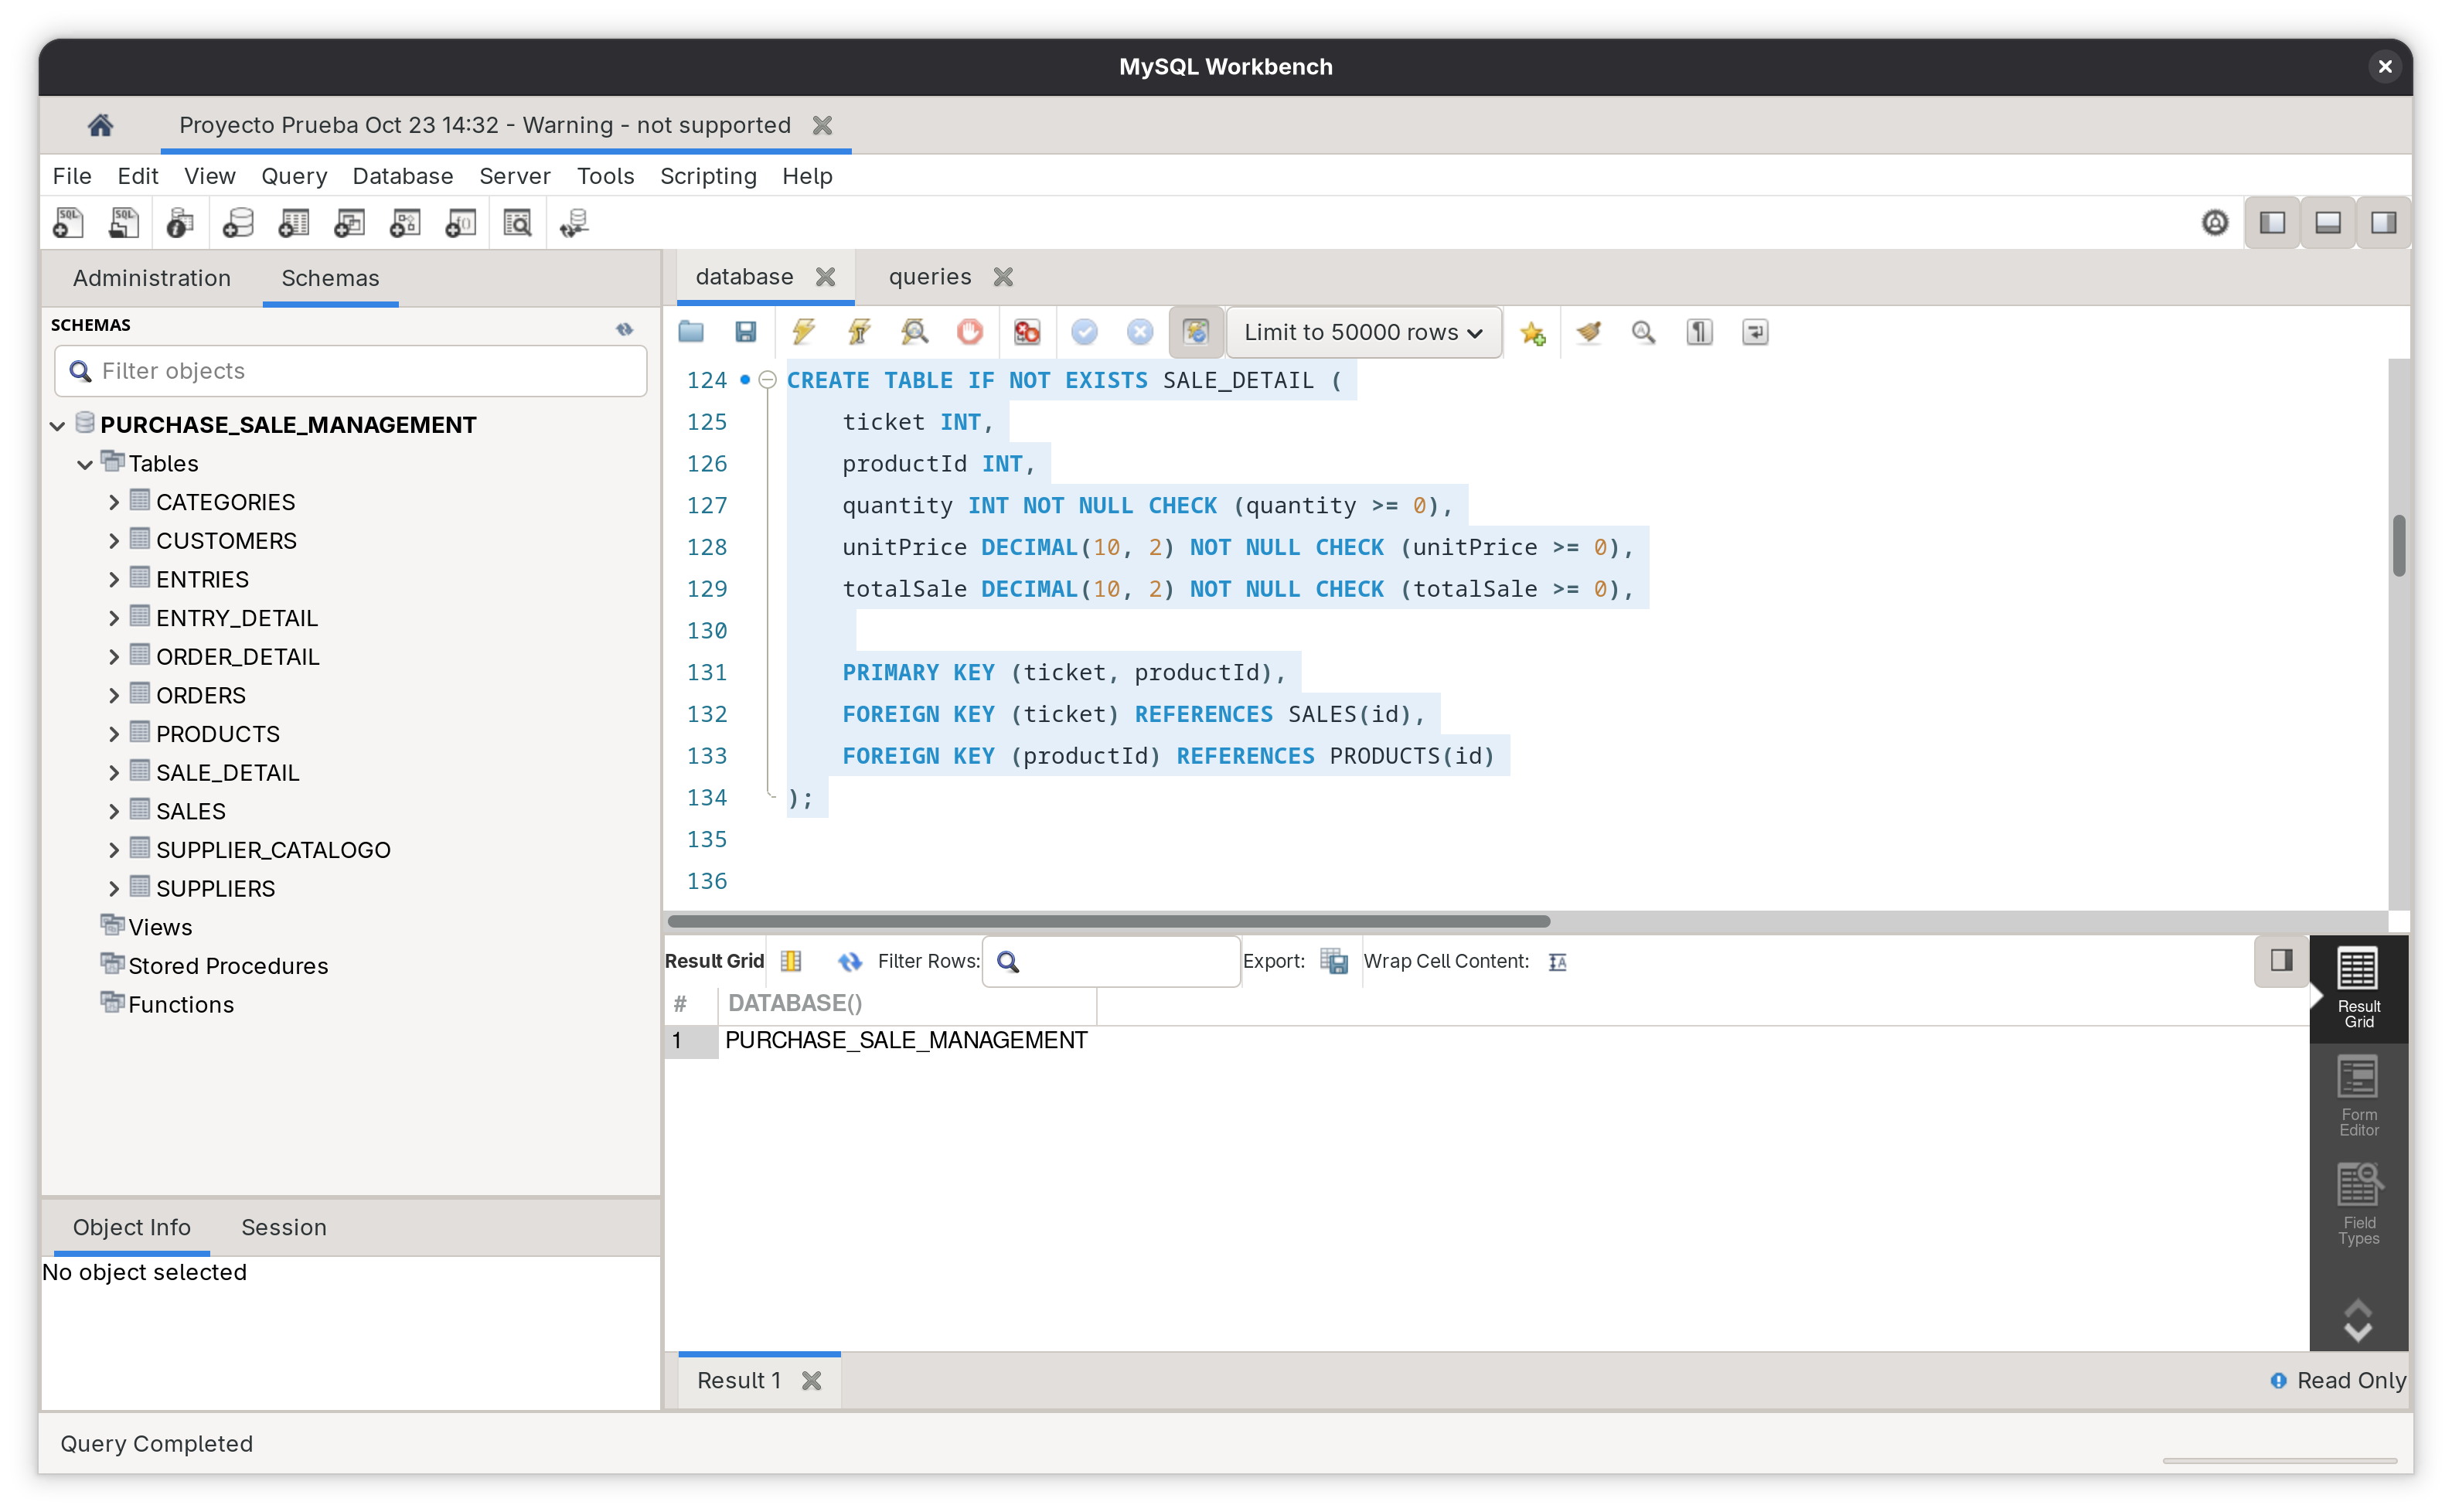 MySQL Workbench
Proyecto Prueba Oct 23 14:32 - Warning - not supported
File Edit View Query Database Server Tools Scripting Help
Administration Schemas
SCHEMAS
Filter objects
PURCHASE_SALE_MANAGEMENT
Tables
CATEGORIES
CUSTOMERS
ENTRIES
ENTRY_DETAIL
ORDER_DETAIL
ORDERS
PRODUCTS
SALE_DETAIL
SALES
SUPPLIER_CATALOGO
SUPPLIERS
Views
Stored Procedures
Functions
Object Info Session
No object selected
database queries
Limit to 50000 rows
124 CREATE TABLE IF NOT EXISTS SALE_DETAIL (
125 ticket INT,
126 productId INT,
127 quantity INT NOT NULL CHECK (quantity >= 0),
128 unitPrice DECIMAL(10, 2) NOT NULL CHECK (unitPrice >= 0),
129 totalSale DECIMAL(10, 2) NOT NULL CHECK (totalSale >= 0),
130
131 PRIMARY KEY (ticket, productId),
132 FOREIGN KEY (ticket) REFERENCES SALES(id),
133 FOREIGN KEY (productId) REFERENCES PRODUCTS(id)
134 );
135
136
Result Grid Filter Rows: Export: Wrap Cell Content:
# DATABASE()
1 PURCHASE_SALE_MANAGEMENT
Result
Grid
Form
Editor
Field
Types
Result 1 Read Only
Query Completed